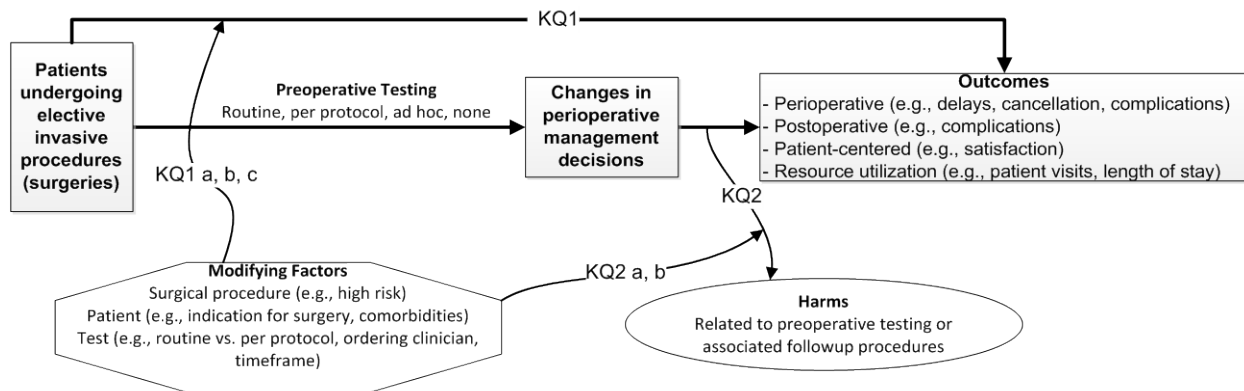 KQ1
Patients
undergoing
elective
invasive
procedures
(surgeries)
Preoperative Testing
Routine, per protocol, ad hoc, none
Changes in
perioperative
management
decisions
Outcomes
- Perioperative (e.g., delays, cancellation, complications)
- Postoperative (e.g., complications)
- Patient-centered (e.g., satisfaction)
- Resource utilization (e.g., patient visits, length of stay)
KQ1 a, b, c
KQ2
Modifying Factors
Surgical procedure (e.g., high risk)
Patient (e.g., indication for surgery, comorbidities)
Test (e.g., routine vs. per protocol, ordering clinician,
timeframe)
KQ2 a, b
Harms
Related to preoperative testing or
associated followup procedures